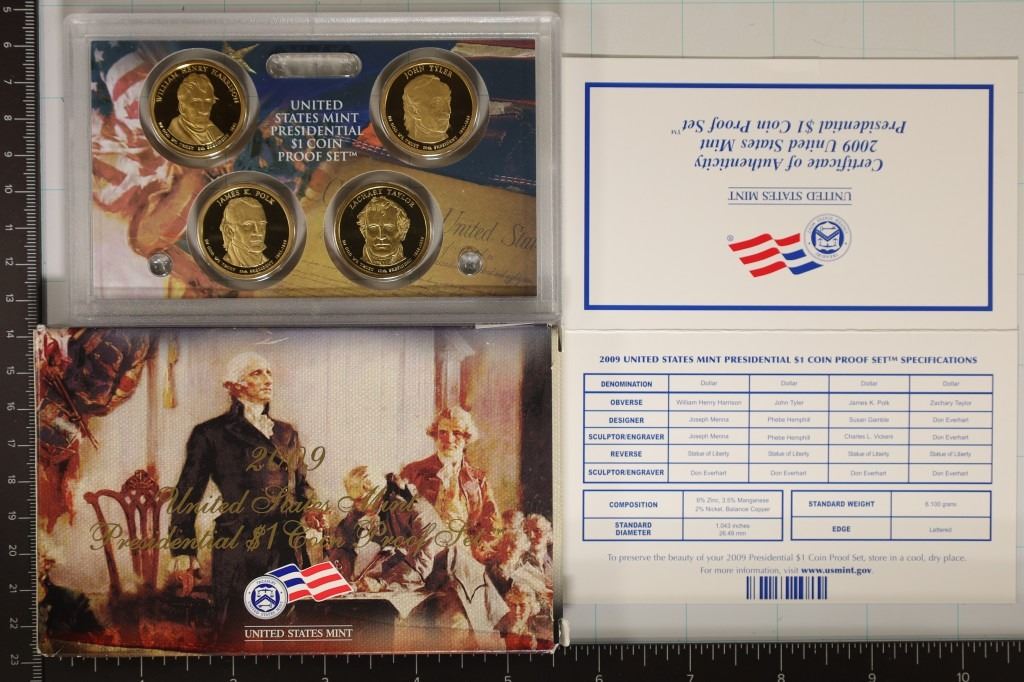 WILLIAM HENRY HARRISON
JOHN TYLER
UNITED
STATES MINT
PRESIDENTIAL
$1 COIN
PROOF SET™
JAMES K. POLK
ZACHARY TAYLOR
United Sta
Certificate of Authenticity
2009 United States Mint
Presidential $1 Coin Proof Set™
UNITED STATES MINT
2009
United States Mint
Presidential $1 Coin Proof Set™
UNITED STATES MINT
2009 UNITED STATES MINT PRESIDENTIAL $1 COIN PROOF SET™ SPECIFICATIONS
DENOMINATION Dollar Dollar Dollar Dollar
OBVERSE William Henry Harrison John Tyler James K. Polk Zachary Taylor
DESIGNER Joseph Menna Phebe Hemphill Susan Gamble Don Everhart
SCULPTOR/ENGRAVER Joseph Menna Phebe Hemphill Charles L. Vickers Don Everhart
REVERSE Statue of Liberty Statue of Liberty Statue of Liberty Statue of Liberty
SCULPTOR/ENGRAVER Don Everhart Don Everhart Don Everhart Don Everhart
COMPOSITION 6% Zinc, 3.5% Manganese
2% Nickel, Balance Copper
STANDARD WEIGHT 8.100 grams
STANDARD
DIAMETER 1.043 inches
26.49 mm
EDGE Lettered
To preserve the beauty of your 2009 Presidential $1 Coin Proof Set, store in a cool, dry place.
For more information, visit www.usmint.gov.